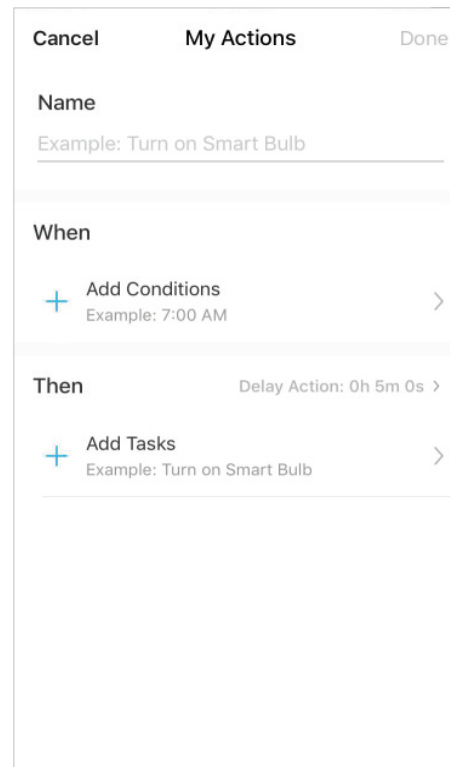 Cancel My Actions Done
Name
Example: Turn on Smart Bulb
When
Add Conditions
Example: 7:00 AM
Then Delay Action: 0h 5m 0s >
Add Tasks
Example: Turn on Smart Bulb